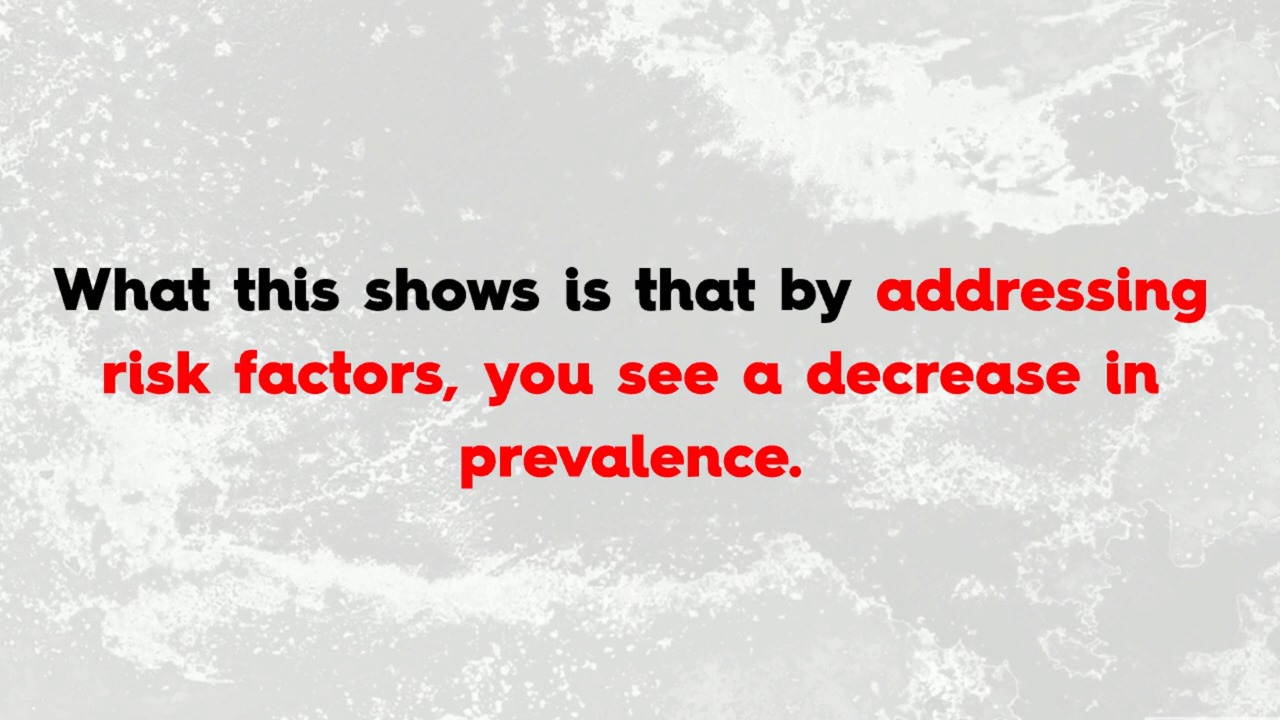 What this shows is that by addressing
risk factors, you see a decrease in
prevalence.